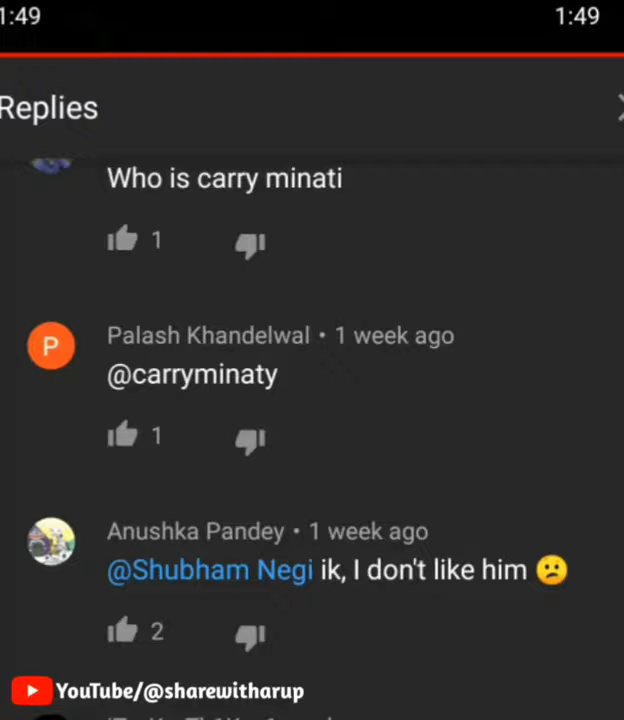 1:49 1:49
Replies
Who is carry minati
1
P
Palash Khandelwal • 1 week ago
@carryminaty
1
Anushka Pandey • 1 week ago
@Shubham Negi ik, I don't like him 😕
2
YouTube/@sharewitharup